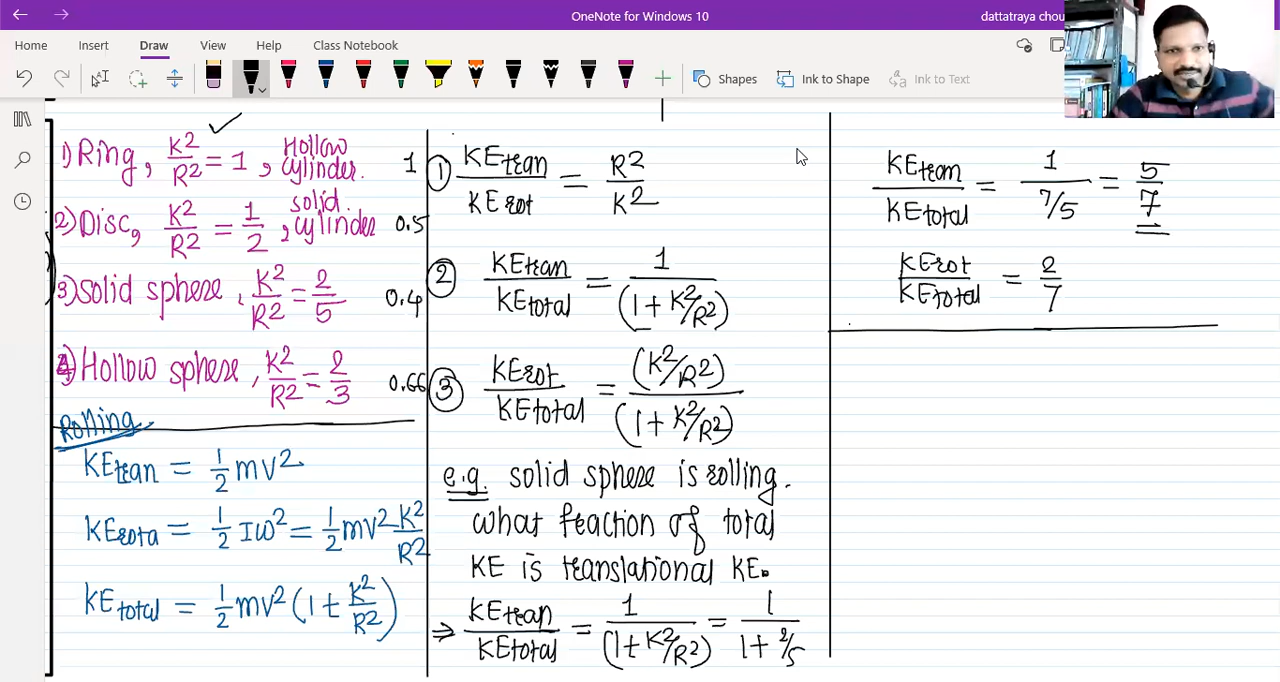 OneNote for Windows 10
dattatraya chou
Home Insert Draw View Help Class Notebook
Shapes Ink to Shape Ink to Text
1) Ring, K²/R² = 1, Hollow cylinder. 1
2) Disc, K²/R² = 1/2, solid cylinder 0.5
3) solid sphere, K²/R² = 2/5 0.4
4) Hollow sphere, K²/R² = 2/3 0.66
Rolling
KEtran = 1/2 mv²
KErota = 1/2 Iω² = 1/2 mv² K²/R²
KEtotal = 1/2 mv² (1 + K²/R²)
① KEtran/KErot = R²/K²
② KEtran/KEtotal = 1/(1 + K²/R²)
③ KErot/KEtotal = (K²/R²)/(1 + K²/R²)
e.g. solid sphere is rolling.
what fraction of total
KE is translational KE.
⇒ KEtran/KEtotal = 1/(1 + K²/R²) = 1/(1 + 2/5)
KEtran/KEtotal = 1/(7/5) = 5/7
KErot/KEtotal = 2/7